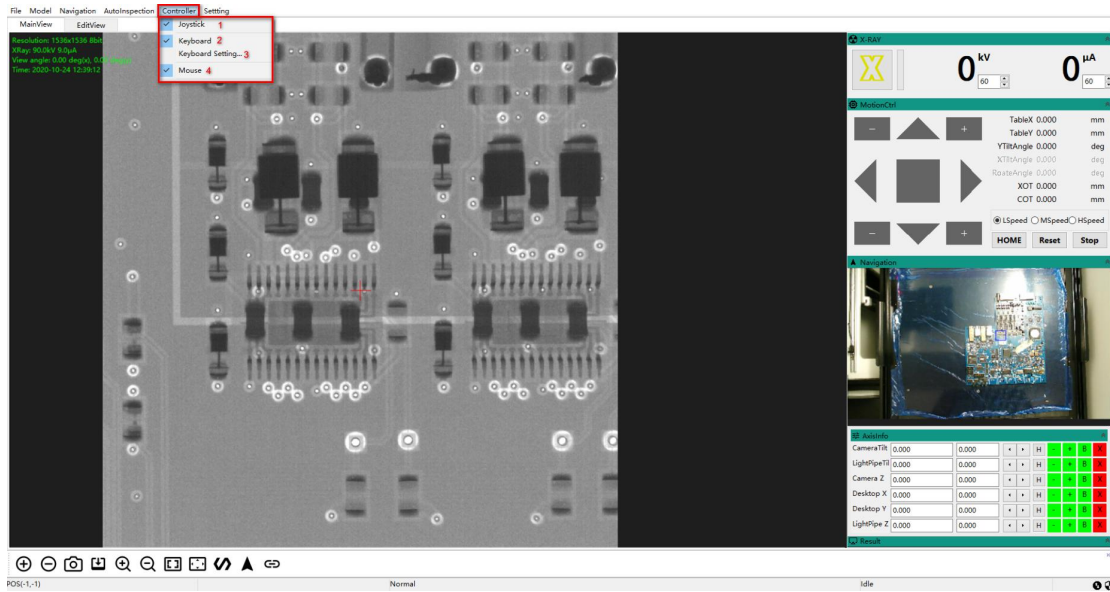 File Model Navigation AutoInspection Controller Settting
MainView EditView
Joystick 1
Keyboard 2
Keyboard Setting... 3
Mouse 4
Resolution: 1536x1536 8bit
XRay: 90.0kV 9.0μA
View angle: 0.00 deg(x), 0.0
Time: 2020-10-24 12:39:12
X-RAY
0 kV 60
0 μA 60
MotionCtrl
TableX 0.000 mm
TableY 0.000 mm
YTiltAngle 0.000 deg
XTiltAngle 0.000 deg
RoateAngle 0.000 deg
XOT 0.000 mm
COT 0.000 mm
LSpeed MSpeed HSpeed
HOME Reset Stop
Navigation
AxisInfo
CameraTilt 0.000 0.000 H - + B X
LightPipeTil 0.000 0.000 H - + B X
Camera Z 0.000 0.000 H - + B X
Desktop X 0.000 0.000 H - + B X
Desktop Y 0.000 0.000 H - + B X
LightPipe Z 0.000 0.000 H - + B X
Result
POS(-1,-1) Normal Idle